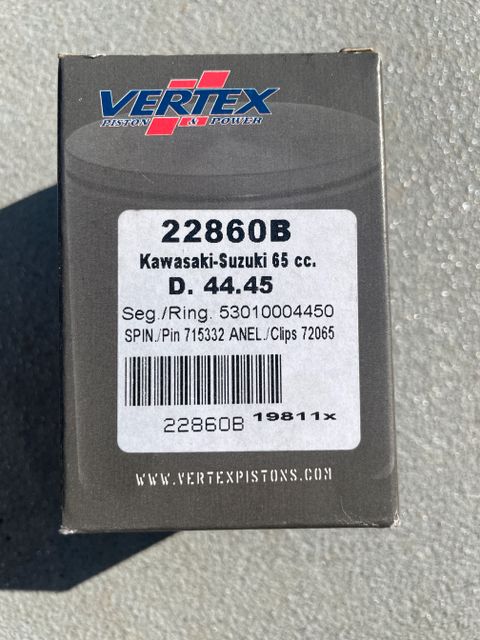 VERTEX
PISTON & POWER
22860B
Kawasaki-Suzuki 65 cc.
D. 44.45
Seg./Ring. 53010004450
SPIN./Pin 715332 ANEL./Clips 72065
22860B 19811x
WWW.VERTEXPISTONS.COM